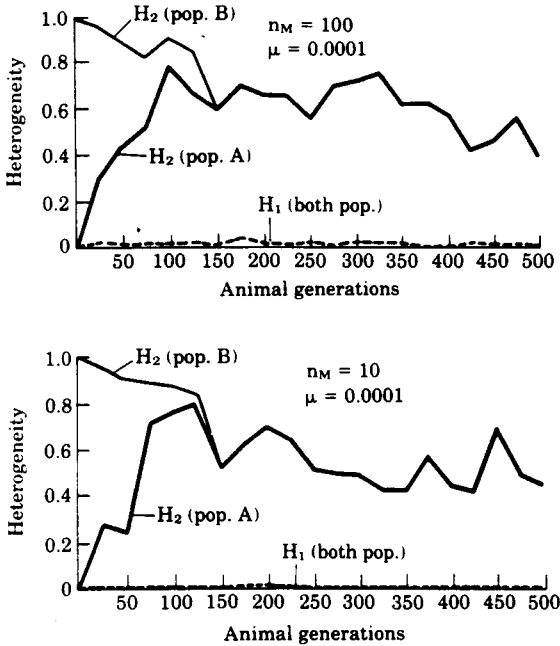 Heterogeneity
1.0
0.8
0.6
0.4
0.2
0
H₂ (pop. B)
n_M = 100
μ = 0.0001
H₂ (pop. A)
H₁ (both pop.)
50 100 150 200 250 300 350 400 450 500
Animal generations
Heterogeneity
1.0
0.8
0.6
0.4
0.2
0
H₂ (pop. B)
n_M = 10
μ = 0.0001
H₂ (pop. A)
H₁ (both pop.)
50 100 150 200 250 300 350 400 450 500
Animal generations